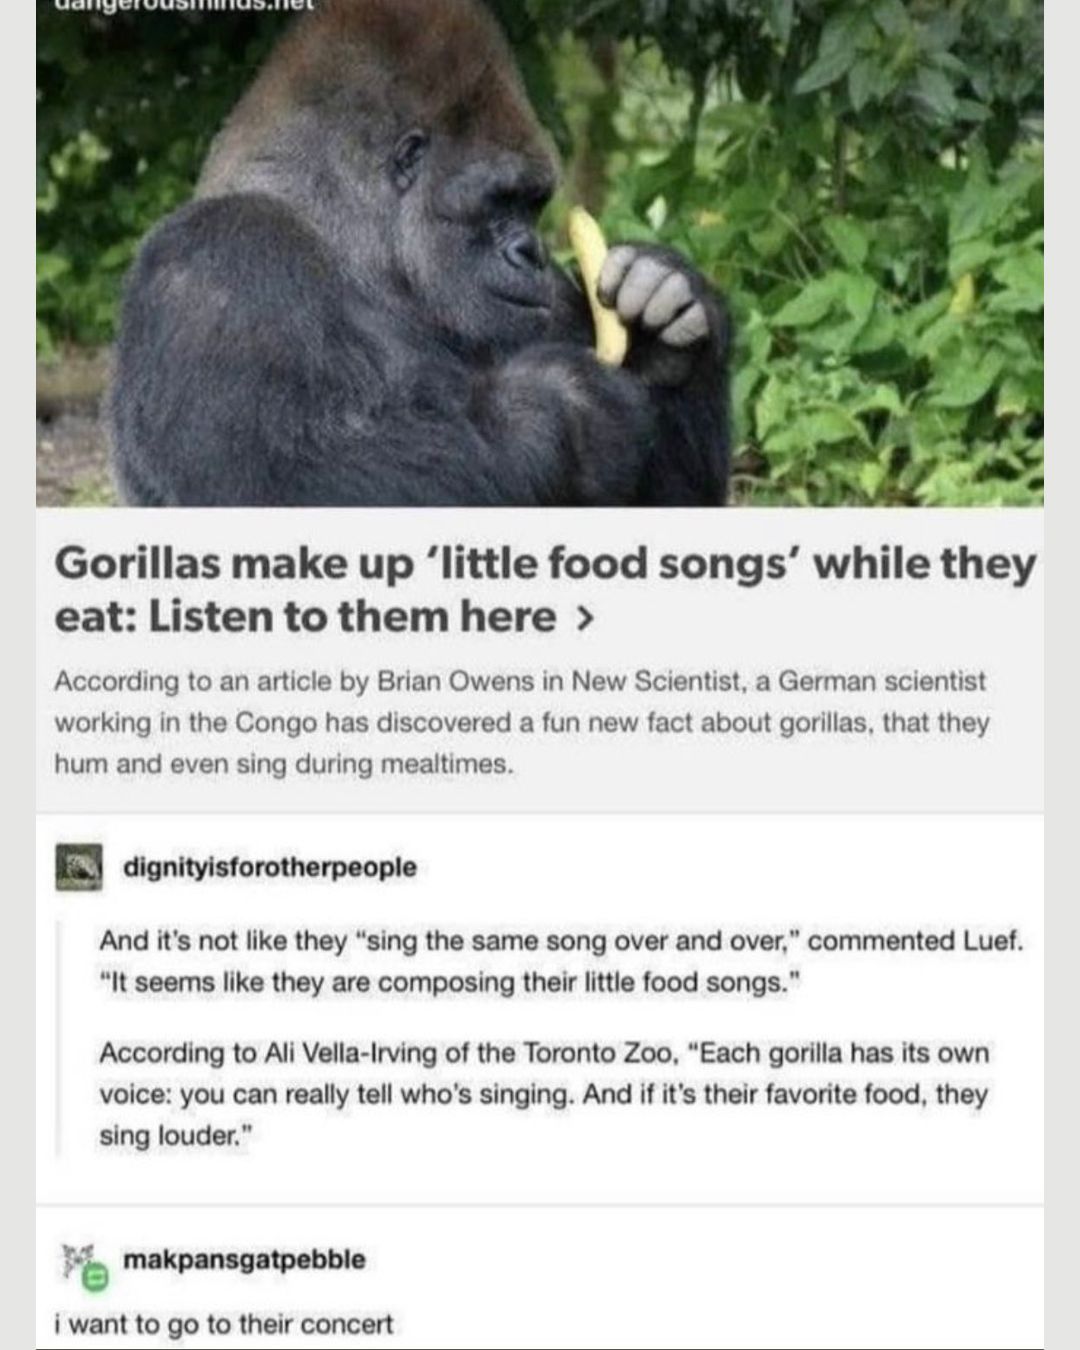 dangerousminds.net
Gorillas make up ‘little food songs’ while they
eat: Listen to them here >
According to an article by Brian Owens in New Scientist, a German scientist
working in the Congo has discovered a fun new fact about gorillas, that they
hum and even sing during mealtimes.
dignityisforotherpeople
And it's not like they “sing the same song over and over,” commented Luef.
“It seems like they are composing their little food songs.”
According to Ali Vella-Irving of the Toronto Zoo, “Each gorilla has its own
voice: you can really tell who's singing. And if it's their favorite food, they
sing louder.”
makpansgatpebble
i want to go to their concert